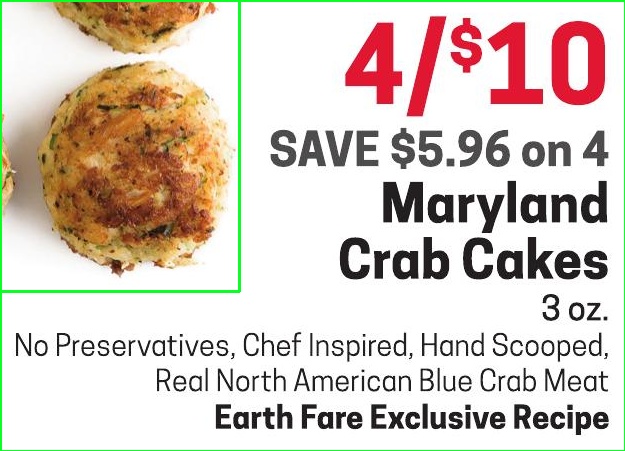 4/$10
SAVE $5.96 on 4
Maryland
Crab Cakes
3 oz.
No Preservatives, Chef Inspired, Hand Scooped,
Real North American Blue Crab Meat
Earth Fare Exclusive Recipe